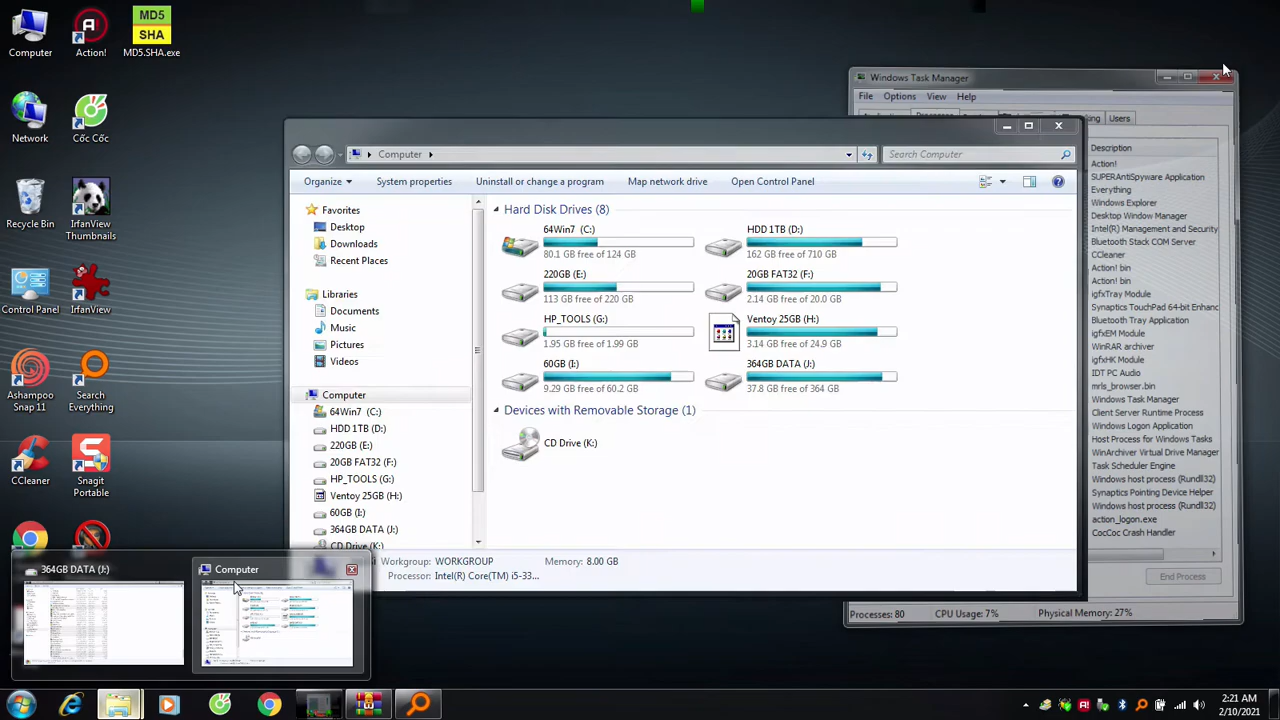 Computer
Action!
MD5
SHA
MD5.SHA.exe
Network
Cốc Cốc
Recycle Bin
IrfanView
Thumbnails
Control Panel
IrfanView
Ashampoo
Snap 11
Search
Everything
CCleaner
Snagit
Portable
Windows Task Manager
File Options View Help
Users
Description
Action!
SUPERAntiSpyware Application
Everything
Windows Explorer
Desktop Window Manager
Intel(R) Management and Security
Bluetooth Stack COM Server
CCleaner
Action! bin
Action! bin
igfxTray Module
Synaptics TouchPad 64-bit Enhanc
Bluetooth Tray Application
igfxEM Module
WinRAR archiver
igfxHK Module
IDT PC Audio
mrls_browser.bin
Windows Task Manager
Client Server Runtime Process
Windows Logon Application
Host Process for Windows Tasks
WinArchiver Virtual Drive Manager
Task Scheduler Engine
Windows host process (Rundll32)
Synaptics Pointing Device Helper
Windows host process (Rundll32)
action_logon.exe
CocCoc Crash Handler
End Process
Processes: 80 CPU Usage: 7% Physical Memory: 27%
Computer
Search Computer
Organize System properties Uninstall or change a program Map network drive Open Control Panel
Favorites
Desktop
Downloads
Recent Places
Libraries
Documents
Music
Pictures
Videos
Computer
64Win7 (C:)
HDD 1TB (D:)
220GB (E:)
20GB FAT32 (F:)
HP_TOOLS (G:)
Ventoy 25GB (H:)
60GB (I:)
364GB DATA (J:)
CD Drive (K:)
Hard Disk Drives (8)
64Win7 (C:)
80.1 GB free of 124 GB
HDD 1TB (D:)
162 GB free of 710 GB
220GB (E:)
113 GB free of 220 GB
20GB FAT32 (F:)
2.14 GB free of 20.0 GB
HP_TOOLS (G:)
1.95 GB free of 1.99 GB
Ventoy 25GB (H:)
3.14 GB free of 24.9 GB
60GB (I:)
9.29 GB free of 60.2 GB
364GB DATA (J:)
37.8 GB free of 364 GB
Devices with Removable Storage (1)
CD Drive (K:)
Workgroup: WORKGROUP Memory: 8.00 GB
Processor: Intel(R) Core(TM) i5-33...
364GB DATA (J:)
Computer
2:21 AM
2/10/2021